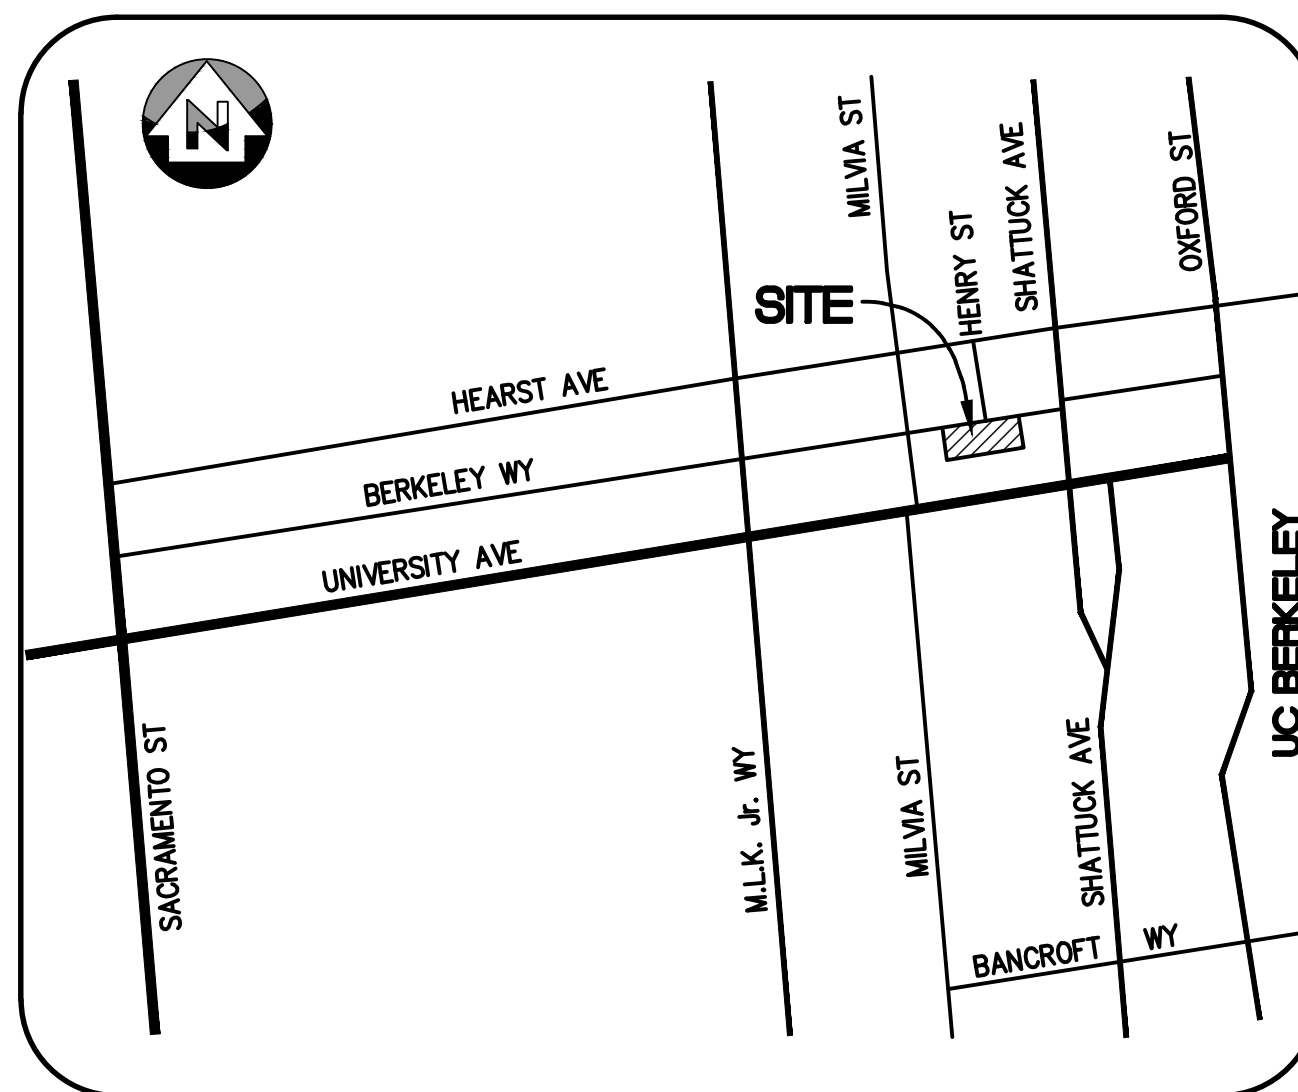 N
MILVIA ST
SHATTUCK AVE
OXFORD ST
HENRY ST
SITE
HEARST AVE
BERKELEY WY
UNIVERSITY AVE
UC BERKELEY
SACRAMENTO ST
M.L.K. Jr. WY
MILVIA ST
SHATTUCK AVE
BANCROFT WY